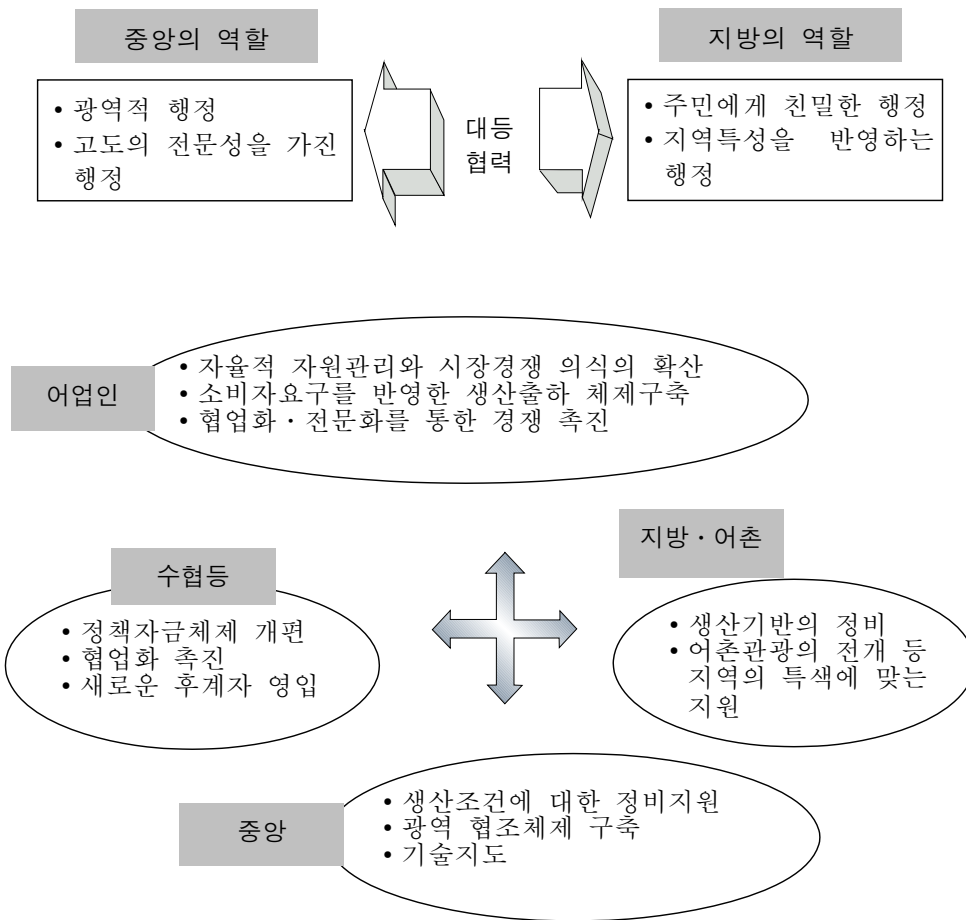 중앙의 역할
지방의 역할
• 광역적 행정
• 고도의 전문성을 가진
행정
대등
협력
• 주민에게 친밀한 행정
• 지역특성을 반영하는
행정
어업인
• 자율적 자원관리와 시장경쟁 의식의 확산
• 소비자요구를 반영한 생산출하 체제구축
• 협업화·전문화를 통한 경쟁 촉진
수협등
• 정책자금체제 개편
• 협업화 촉진
• 새로운 후계자 영입
지방·어촌
• 생산기반의 정비
• 어촌관광의 전개 등
지역의 특색에 맞는
지원
중앙
• 생산조건에 대한 정비지원
• 광역 협조체제 구축
• 기술지도